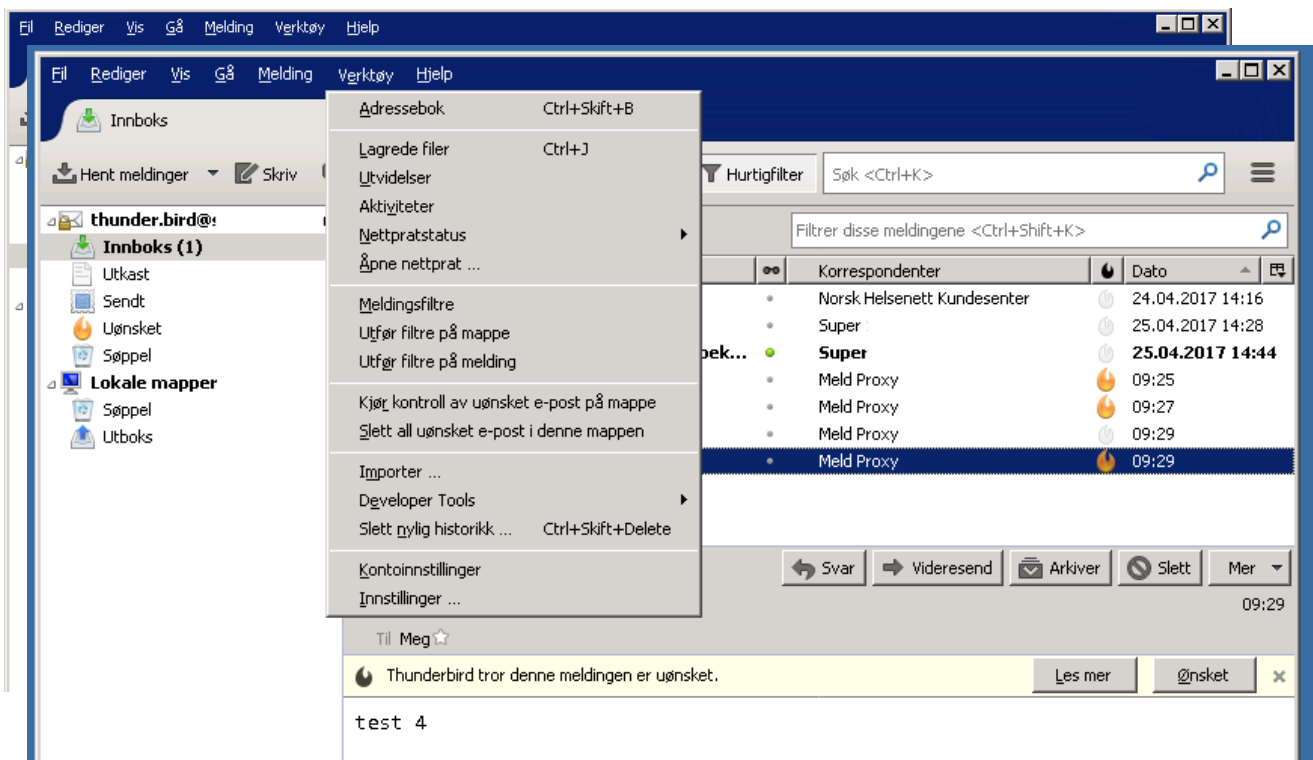 Fil Rediger Vis Gå Melding Verktøy Hjelp
Fil Rediger Vis Gå Melding Verktøy Hjelp
Innboks
Hent meldinger Skriv
Hurtigfilter Søk <Ctrl+K>
Adressebok Ctrl+Skift+B
Lagrede filer Ctrl+J
Utvidelser
Aktiviteter
Nettpratstatus
Åpne nettprat ...
Meldingsfiltre
Utfør filtre på mappe
Utfør filtre på melding
Kjør kontroll av uønsket e-post på mappe
Slett all uønsket e-post i denne mappen
Importer ...
Developer Tools
Slett nylig historikk ... Ctrl+Skift+Delete
Kontoinnstillinger
Innstillinger ...
thunder.bird@
Innboks (1)
Utkast
Sendt
Uønsket
Søppel
Lokale mapper
Søppel
Utboks
Filtrer disse meldingene <Ctrl+Shift+K>
Korrespondenter Dato
Norsk Helsenett Kundesenter 24.04.2017 14:16
Super 25.04.2017 14:28
Super 25.04.2017 14:44
Meld Proxy 09:25
Meld Proxy 09:27
Meld Proxy 09:29
Meld Proxy 09:29
Svar Videresend Arkiver Slett Mer
09:29
Til Meg
Thunderbird tror denne meldingen er uønsket. Les mer Ønsket
test 4